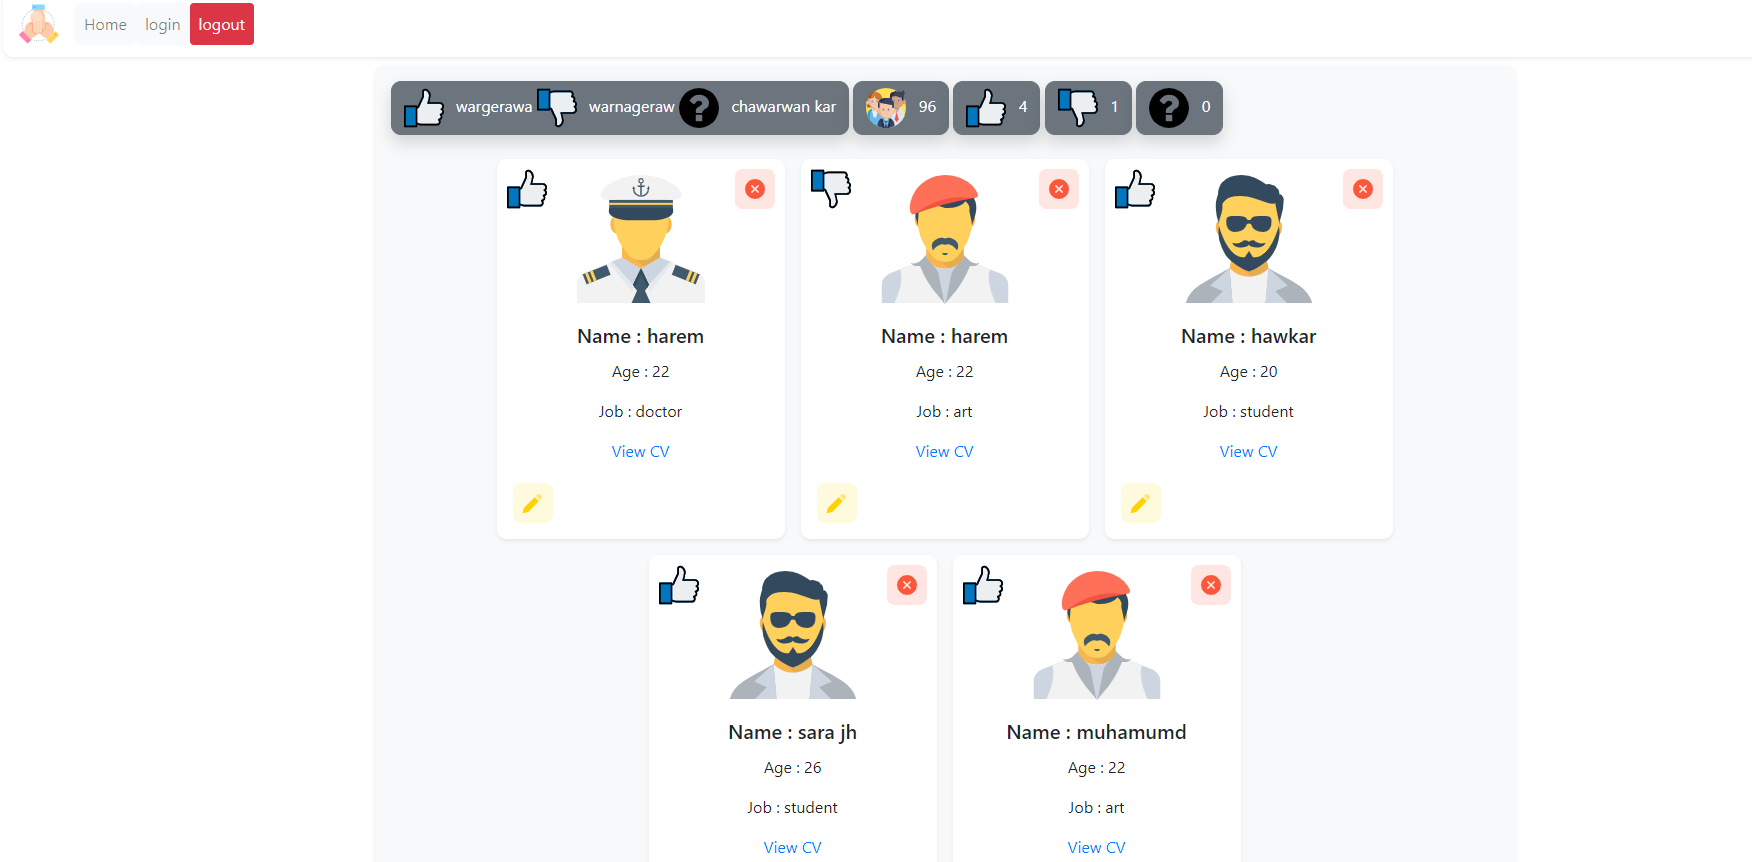 Home login logout
wargerawa warnageraw chawarwan kar 96 4 1 0
Name : harem
Age : 22
Job : doctor
View CV
Name : harem
Age : 22
Job : art
View CV
Name : hawkar
Age : 20
Job : student
View CV
Name : sara jh
Age : 26
Job : student
View CV
Name : muhamumd
Age : 22
Job : art
View CV